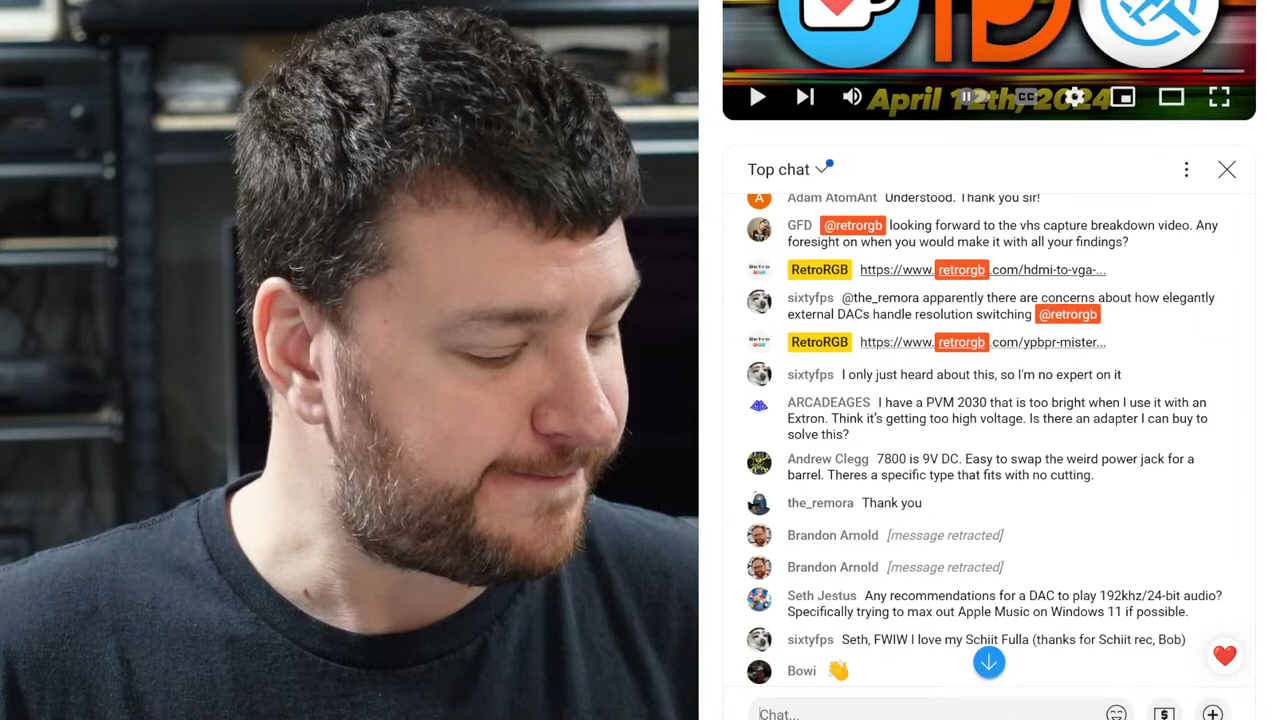 April 12th, 2024
Top chat
A Adam AtomAnt Understood. Thank you sir!
GFD @retrorgb looking forward to the vhs capture breakdown video. Any
foresight on when you would make it with all your findings?
RetroRGB https://www.retrorgb.com/hdmi-to-vga-...
sixtyfps @the_remora apparently there are concerns about how elegantly
external DACs handle resolution switching @retrorgb
RetroRGB https://www.retrorgb.com/ypbpr-mister...
sixtyfps I only just heard about this, so I'm no expert on it
ARCADEAGES I have a PVM 2030 that is too bright when I use it with an
Extron. Think it's getting too high voltage. Is there an adapter I can buy to
solve this?
Andrew Clegg 7800 is 9V DC. Easy to swap the weird power jack for a
barrel. Theres a specific type that fits with no cutting.
the_remora Thank you
Brandon Arnold [message retracted]
Brandon Arnold [message retracted]
Seth Jestus Any recommendations for a DAC to play 192khz/24-bit audio?
Specifically trying to max out Apple Music on Windows 11 if possible.
sixtyfps Seth, FWIW I love my Schiit Fulla (thanks for Schiit rec, Bob)
Bowi 👋
Chat...